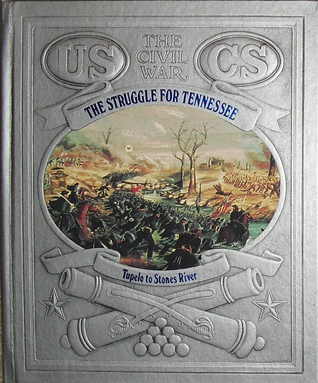 US
THE
CIVIL
WAR
CS
THE STRUGGLE FOR TENNESSEE
Tupelo to Stones River